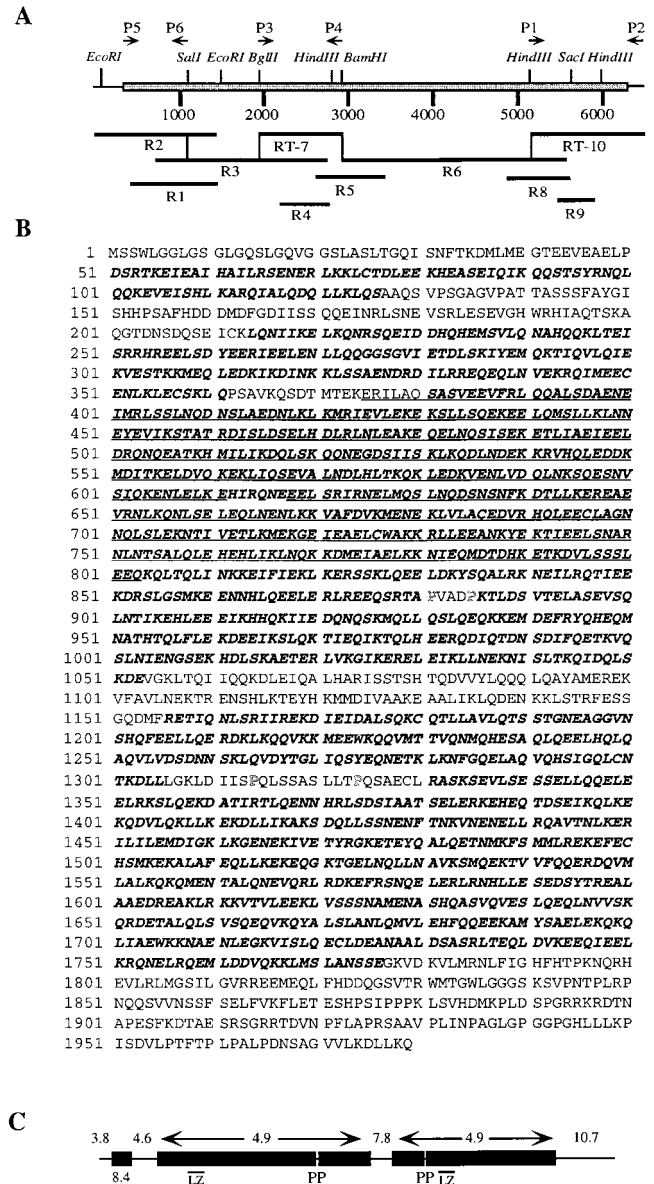 A
P5 P6 P3 P4 P1 P2
EcoRI SalI EcoRI BglII HindIII BamHI HindIII SacI HindIII
1000 2000 3000 4000 5000 6000
R2 RT-7 RT-10
R3 R6
R1 R5 R8
R4 R9
B
1 MSSWLGGLGS GLGQSLGQVG GSLASLTGQI SNFTKDMLME GTEEVEAELP
51 DSRTKEIEAI HAILRSENER LKKLCTDLEE KHEASEIQIK QQSTSYRNQL
101 QQKEVEISHL KARQIALQDQ LLKLQSAAQS VPSGAGVPAT TASSSFAYGI
151 SHHPSAFHDD DMDFGDIISS QQEINRLSNE VSRLESEVGH WRHIAQTSKA
201 QGTDNSDQSE ICKLQNIIKE LKQNRSQEID DHQHEMSVLQ NAHQQKLTEI
251 SRRHREELSD YEERIEELEN LLQQGGSGVI ETDLSKIYEM QKTIQVLQIE
301 KVESTKKMEQ LEDKIKDINK KLSSAENDRD ILRREQEQLN VEKRQIMEEC
351 ENLKLECSKL QPSAVKQSDT MTEKERILAQ SASVEEVFRL QQALSDAENE
401 IMRLSSLNQD NSLAEDNLKL KMRIEVLEKE KSLLSQEKEE LQMSLLKLNN
451 EYEVIKSTAT RDISLDSELH DLRLNLEAKE QELNQSISEK ETLIAEIEEL
501 DRQNQEATKH MILIKDQLSK QQNEGDSIIS KLKQDLNDEK KRVHQLEDDK
551 MDITKELDVQ KEKLIQSEVA LNDLHLTKQK LEDKVENLVD QLNKSQESNV
601 SIQKENLELK EHIRQNEEEL SRIRNELMQS LNQDSNSNFK DTLLKEREAE
651 VRNLKQNLSE LEQLNENLKK VAFDVKMENE KLVLACEDVR HQLEECLAGN
701 NQLSLEKNTI VETLKMEKGE IEAELCWAKK RLLEEANKYE KTIEELSNAR
751 NLNTSALQLE HEHLIKLNQK KDMEIAELKK NIEQMDTDHK ETKDVLSSSL
801 EEQKQLTQLI NKKEIFIEKL KERSSKLQEE LDKYSQALRK NEILRQTIEE
851 KDRSLGSMKE ENNHLQEELE RLREEQSRTA PVADPKTLDS VTELASEVSQ
901 LNTIKEHLEE EIKHHQKIIE DQNQSKMQLL QSLQEQKKEM DEFRYQHEQM
951 NATHTQLFLE KDEEIKSLQK TIEQIKTQLH EERQDIQTDN SDIFQETKVQ
1001 SLNIENGSEK HDLSKAETER LVKGIKEREL EIKLLNEKNI SLTKQIDQLS
1051 KDEVGKLTQI IQQKDLEIQA LHARISSTSH TQDVVYLQQQ LQAYAMEREK
1101 VFAVLNEKTR ENSHLKTEYH KMMDIVAAKE AALIKLQDEN KKLSTRFESS
1151 GQDMFRETIQ NLSRIIREKD IEIDALSQKC QTLLAVLQTS STGNEAGGVN
1201 SHQFEELLQE RDKLKQQVKK MEEWKQQVMT TVQNMQHESA QLQEELHQLQ
1251 AQVLVDSDNN SKLQVDYTGL IQSYEQNETK LKNFGQELAQ VQHSIGQLCN
1301 TKDLLLGKLD IISPQLSSAS LLTPQSAECL RASKSEVLSE SSELLQQELE
1351 ELRKSLQEKD ATIRTLQENN HRLSDSIAAT SELERKEHEQ TDSEIKQLKE
1401 KQDVLQKLLK EKDLLIKAKS DQLLSSNENF TNKVNENELL RQAVTNLKER
1451 ILILEMDIGK LKGENEKIVE TYRGKETEYQ ALQETNMKFS MMLREKEFEC
1501 HSMKEKALAF EQLLKEKEQG KTGELNQLLN AVKSMQEKTV VFQQERDQVM
1551 LALKQKQMEN TALQNEVQRL RDKEFRSNQE LERLRNHLLE SEDSYTREAL
1601 AAEDREAKLR KKVTVLEEKL VSSSNAMENA SHQASVQVES LQEQLNVVSK
1651 QRDETALQLS VSQEQVKQYA LSLANLQMVL EHFQQEEKAM YSAELEKQKQ
1701 LIAEWKKNAE NLEGKVISLQ ECLDEANAAL DSASRLTEQL DVKEEQIEEL
1751 KRQNELRQEM LDDVQKKLMS LANSSEGKVD KVLMRNLFIG HFHTPKNQRH
1801 EVLRLMGSIL GVRREEMEQL FHDDQGSVTR WMTGWLGGGS KSVPNTPLRP
1851 NQQSVVNSSF SELFVKFLET ESHPSIPPPK LSVHDMKPLD SPGRRKRDTN
1901 APESFKDTAE SRSGRRTDVN PFLAPRSAAV PLINPAGLGP GGPGHLLLKP
1951 ISDVLPTFTP LPALPDNSAG VVLKDLLKQ
C
3.8 4.6 4.9 7.8 4.9 10.7
8.4 LZ PP PP LZ